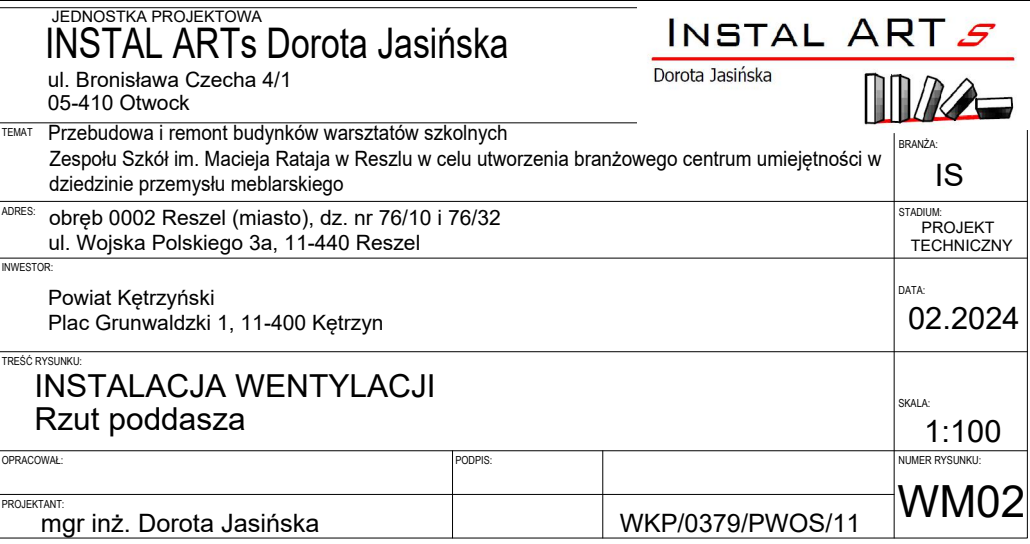 JEDNOSTKA PROJEKTOWA
INSTAL ARTs Dorota Jasińska
ul. Bronisława Czecha 4/1
05-410 Otwock
INSTAL ART S
Dorota Jasińska
TEMAT Przebudowa i remont budynków warsztatów szkolnych
Zespołu Szkół im. Macieja Rataja w Reszlu w celu utworzenia branżowego centrum umiejętności w
dziedzinie przemysłu meblarskiego
BRANŻA:
IS
ADRES: obręb 0002 Reszel (miasto), dz. nr 76/10 i 76/32
ul. Wojska Polskiego 3a, 11-440 Reszel
STADIUM:
PROJEKT
TECHNICZNY
INWESTOR:
Powiat Kętrzyński
Plac Grunwaldzki 1, 11-400 Kętrzyn
DATA:
02.2024
TREŚĆ RYSUNKU:
INSTALACJA WENTYLACJI
Rzut poddasza
SKALA:
1:100
OPRACOWAŁ:
PODPIS:
NUMER RYSUNKU:
WM02
PROJEKTANT:
mgr inż. Dorota Jasińska
WKP/0379/PWOS/11